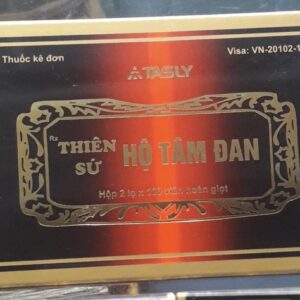 Thuốc kê đơn
Visa: VN-20102-1
TASLY
Rx
THIÊN SỨ
HỘ TÂM ĐAN
Hộp 2 lọ x 100 viên hoàn giọt